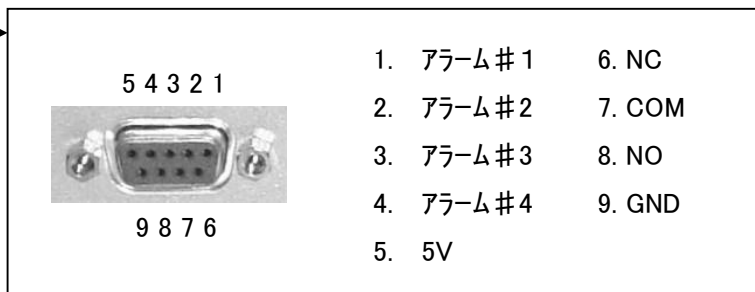 5 4 3 2 1
9 8 7 6
1. アラーム♯1 6. NC
2. アラーム♯2 7. COM
3. アラーム♯3 8. NO
4. アラーム♯4 9. GND
5. 5V